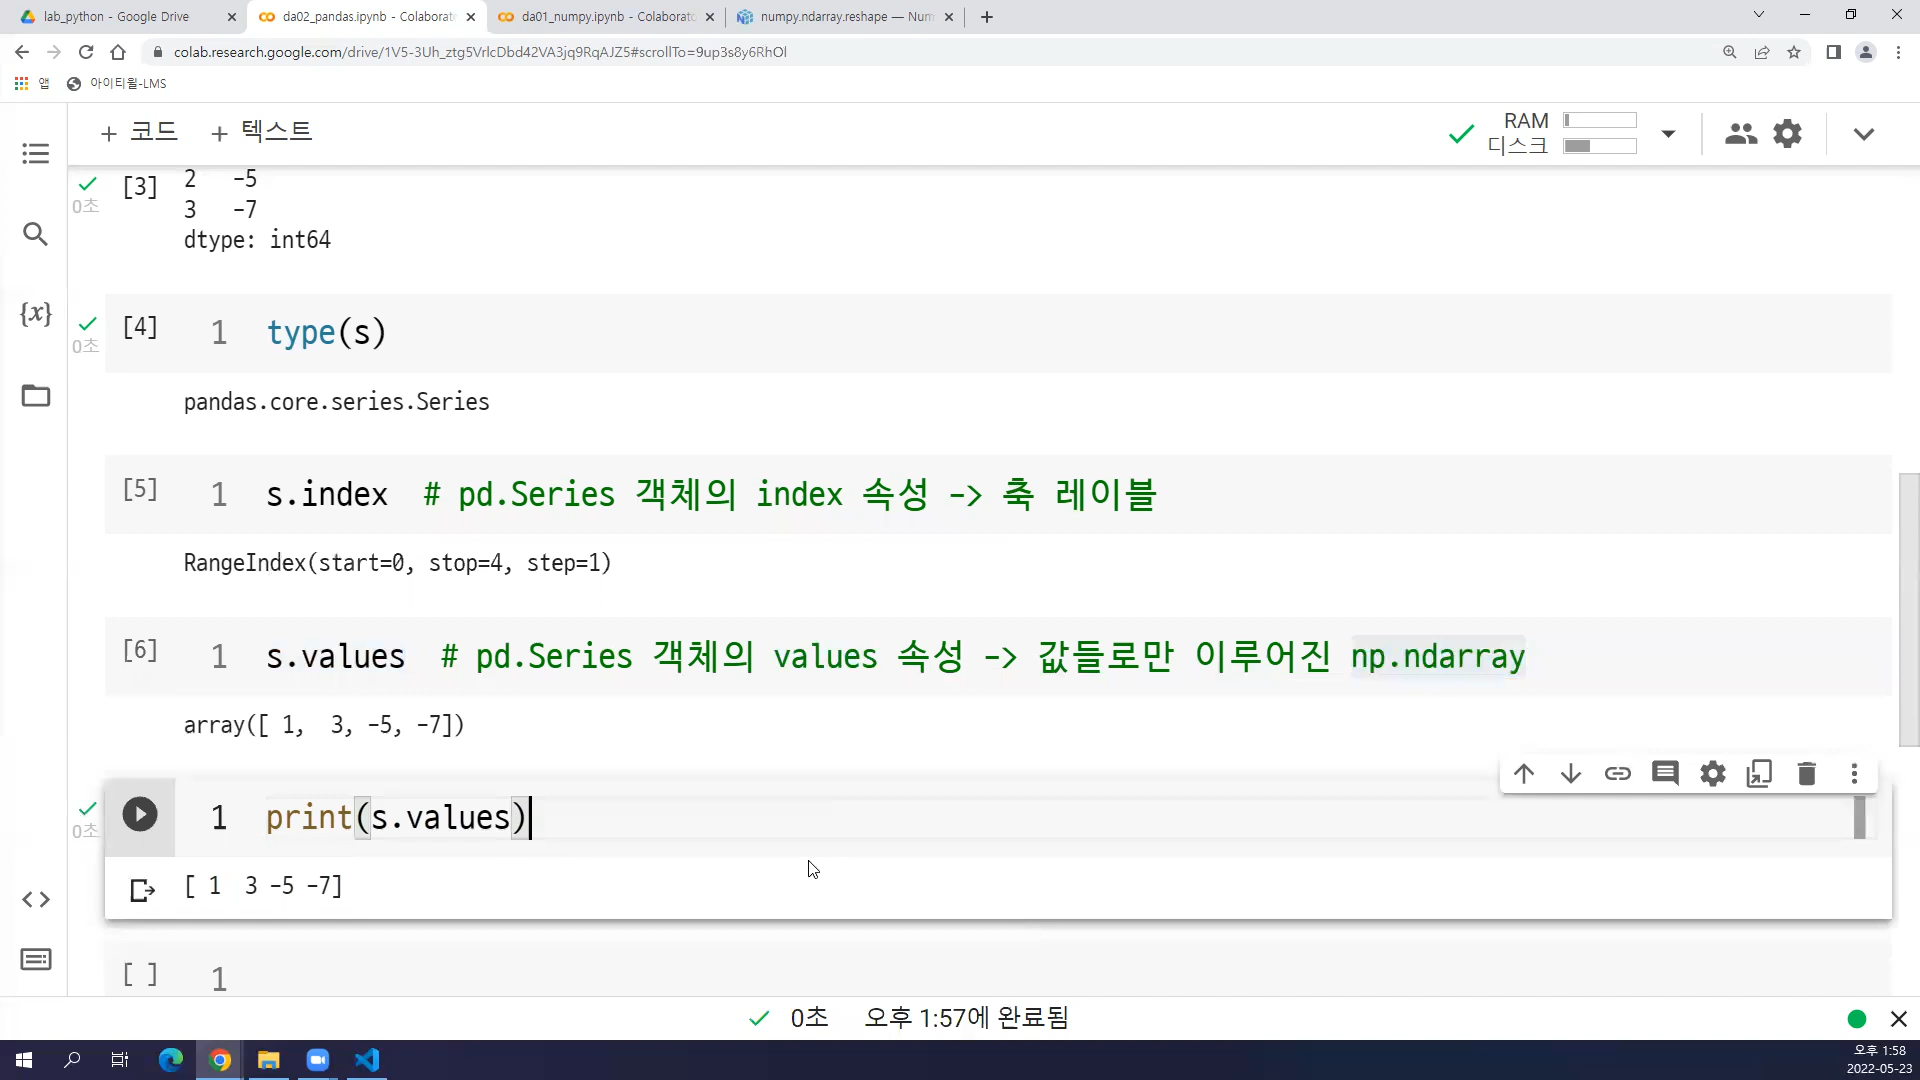 lab_python - Google Drive
da02_pandas.ipynb - Colaborat
da01_numpy.ipynb - Colaborato
numpy.ndarray.reshape — Num
colab.research.google.com/drive/1V5-3Uh_ztg5VrlcDbd42VA3jq9RqAJZ5#scrollTo=9up3s8y6RhOl
앱
아이티윌-LMS
+ 코드
+ 텍스트
RAM
디스크
0초
[3]
2 -5
3 -7
dtype: int64
0초
[4]
1 type(s)
pandas.core.series.Series
[5]
1 s.index # pd.Series 객체의 index 속성 -> 축 레이블
RangeIndex(start=0, stop=4, step=1)
[6]
1 s.values # pd.Series 객체의 values 속성 -> 값들로만 이루어진 np.ndarray
array([ 1, 3, -5, -7])
0초
1 print(s.values)
[ 1 3 -5 -7]
[ ]
1
0초 오후 1:57에 완료됨
오후 1:58
2022-05-23